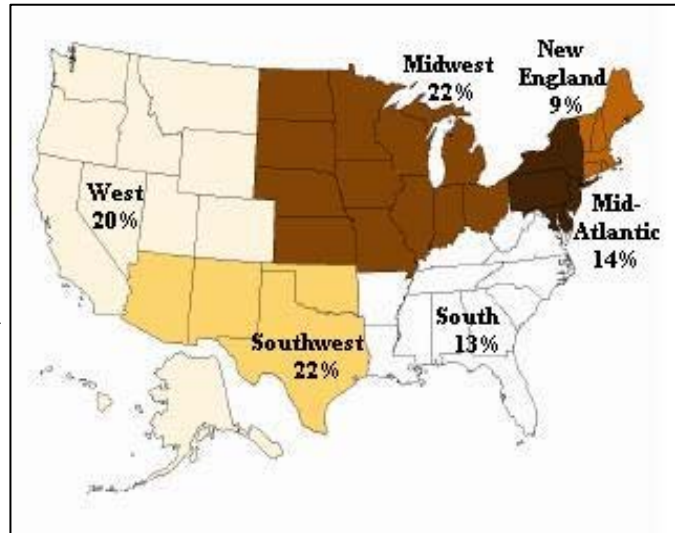 New
England
9%
Midwest
22%
West
20%
Mid-
Atlantic
14%
South
13%
Southwest
22%